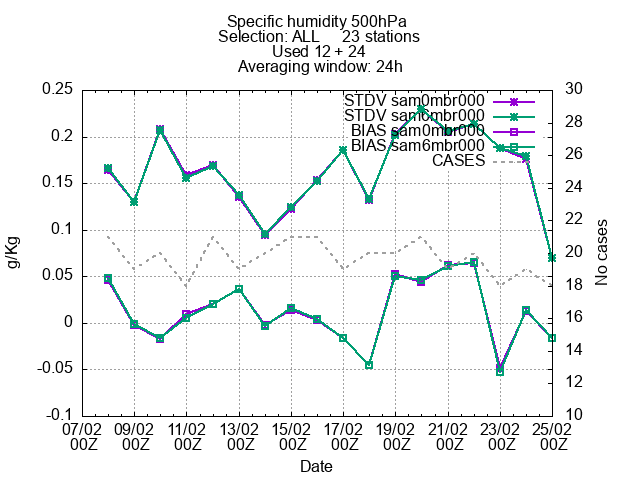 Specific humidity 500hPa
Selection: ALL 23 stations
Used 12 + 24
Averaging window: 24h
STDV sam0mbr000
STDV sam6mbr000
BIAS sam0mbr000
BIAS sam6mbr000
CASES
0.25
0.2
0.15
0.1
0.05
0
-0.05
-0.1
g/Kg
30
28
26
24
22
20
18
16
14
12
10
No cases
07/02 09/02 11/02 13/02 15/02 17/02 19/02 21/02 23/02 25/02
00Z 00Z 00Z 00Z 00Z 00Z 00Z 00Z 00Z 00Z
Date